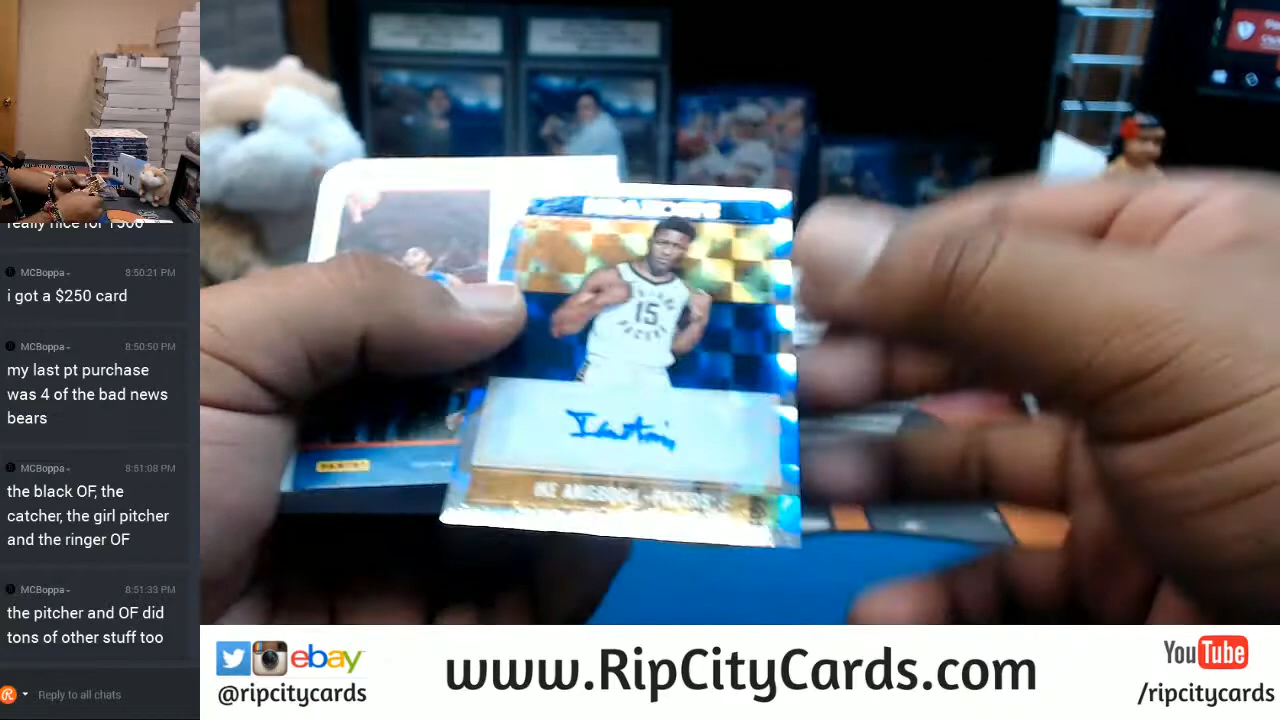 really nice for 1500
MCBoppa 8:50:21 PM
i got a $250 card
MCBoppa 8:50:50 PM
my last pt purchase
was 4 of the bad news
bears
MCBoppa 8:51:08 PM
the black OF, the
catcher, the girl pitcher
and the ringer OF
MCBoppa 8:51:33 PM
the pitcher and OF did
tons of other stuff too
Reply to all chats
15
PACERS
PANINI
IKE ANIGBOGU - PACERS
ebay
@ripcitycards
www.RipCityCards.com
YouTube
/ripcitycards